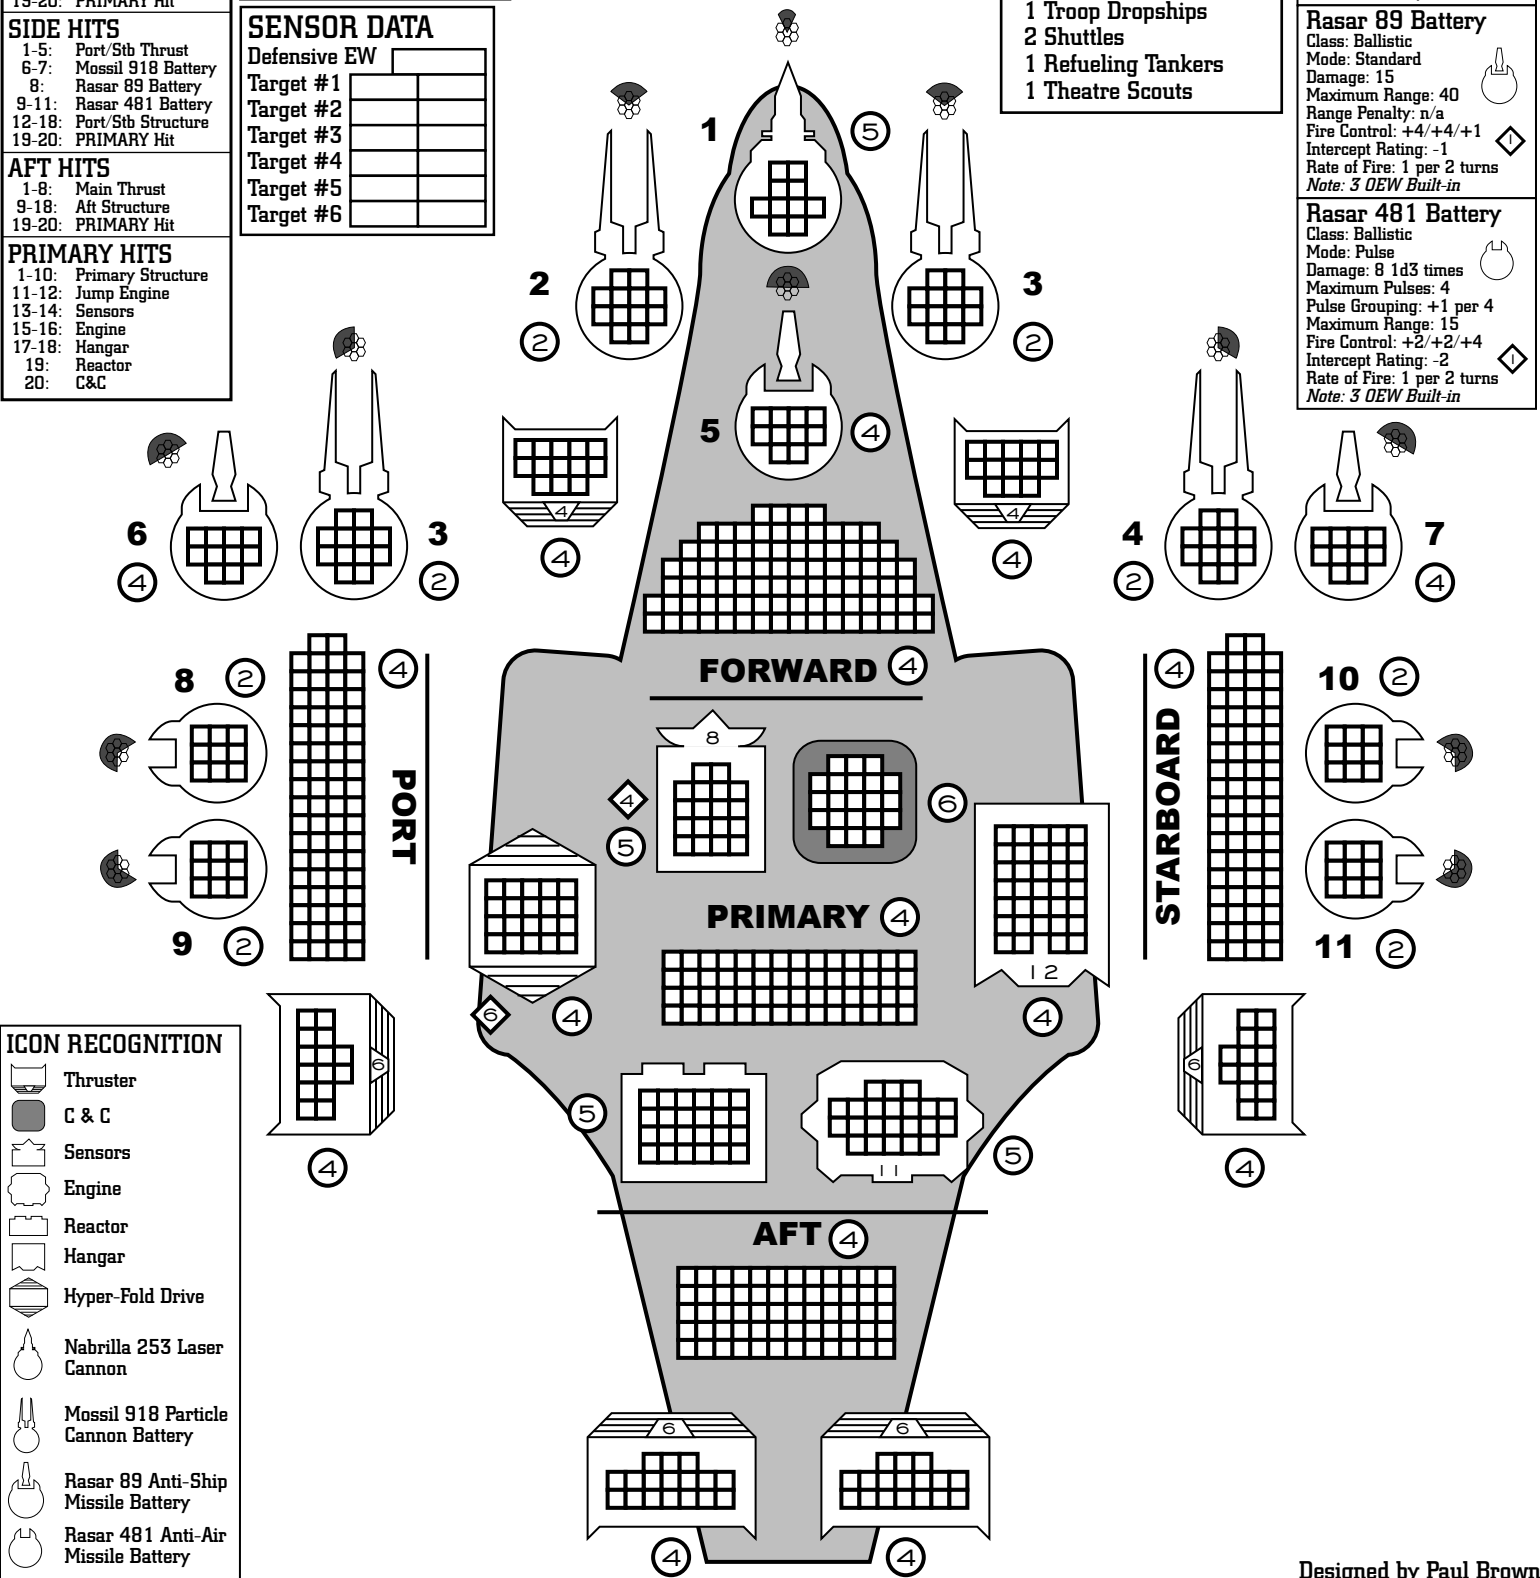 19-20: PRIMARY Hit
SIDE HITS
1-5: Port/Stb Thrust
6-7: Mossil 918 Battery
8: Rasar 89 Battery
9-11: Rasar 481 Battery
12-18: Port/Stb Structure
19-20: PRIMARY Hit
AFT HITS
1-8: Main Thrust
9-18: Aft Structure
19-20: PRIMARY Hit
PRIMARY HITS
1-10: Primary Structure
11-12: Jump Engine
13-14: Sensors
15-16: Engine
17-18: Hangar
19: Reactor
20: C&C
SENSOR DATA
Defensive EW
Target #1
Target #2
Target #3
Target #4
Target #5
Target #6
1 Troop Dropships
2 Shuttles
1 Refueling Tankers
1 Theatre Scouts
Rasar 89 Battery
Class: Ballistic
Mode: Standard
Damage: 15
Maximum Range: 40
Range Penalty: n/a
Fire Control: +4/+4/+1
Intercept Rating: -1
Rate of Fire: 1 per 2 turns
Note: 3 OEW Built-in
1
Rasar 481 Battery
Class: Ballistic
Mode: Pulse
Damage: 8 1d3 times
Maximum Pulses: 4
Pulse Grouping: +1 per 4
Maximum Range: 15
Fire Control: +2/+2/+4
Intercept Rating: -2
Rate of Fire: 1 per 2 turns
Note: 3 OEW Built-in
1
1 5
2 3
2 2
5 4
4 4
4 4
6 3 4 7
4 2 2 4
FORWARD 4
8 2 4
4 10 2
8
4 6
5
PORT
STARBOARD
PRIMARY 4
9 2
11 2
12
6 4 4
6 6
5
11 5
4 4
AFT 4
6 6
4 4
ICON RECOGNITION
Thruster
C & C
Sensors
Engine
Reactor
Hangar
Hyper-Fold Drive
Nabrilla 253 Laser
Cannon
Mossil 918 Particle
Cannon Battery
Rasar 89 Anti-Ship
Missile Battery
Rasar 481 Anti-Air
Missile Battery
Designed by Paul Brown